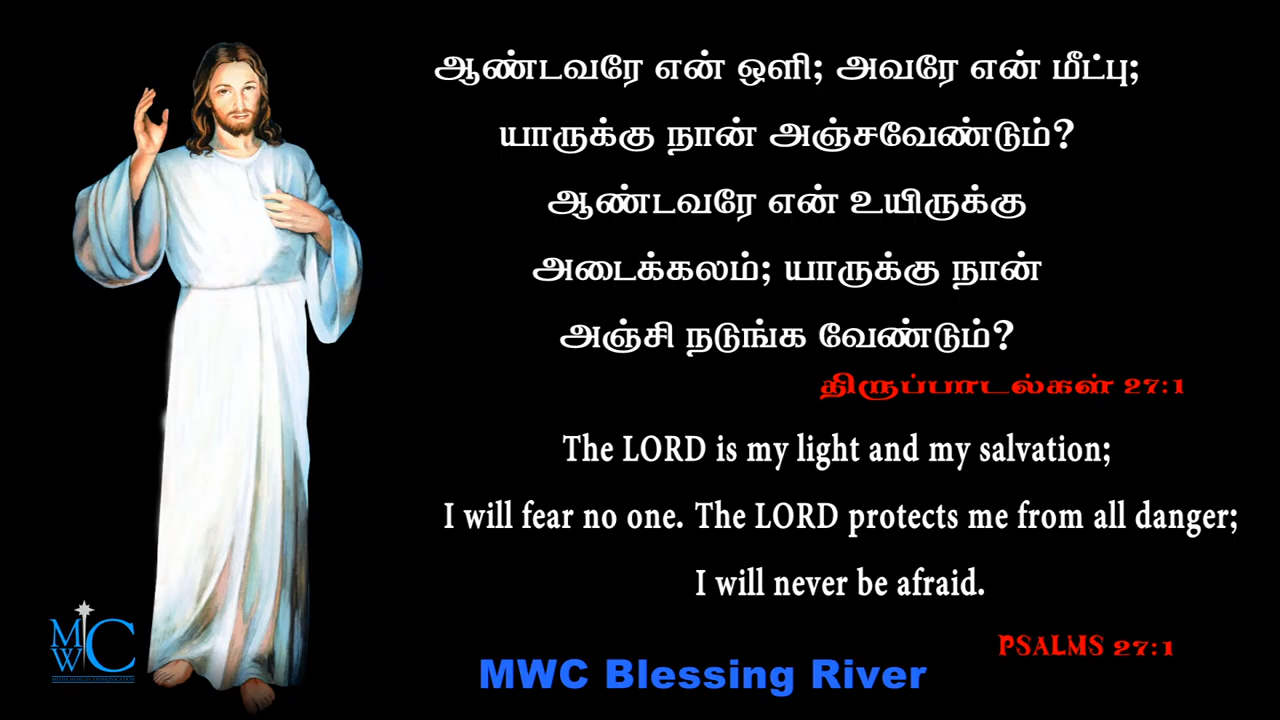 ஆண்டவரே என் ஒளி; அவரே என் மீட்பு;
யாருக்கு நான் அஞ்சவேண்டும்?
ஆண்டவரே என் உயிருக்கு
அடைக்கலம்; யாருக்கு நான்
அஞ்சி நடுங்க வேண்டும்?
திருப்பாடல்கள் 27:1
The LORD is my light and my salvation;
I will fear no one. The LORD protects me from all danger;
I will never be afraid.
PSALMS 27:1
MWC Blessing River
MWC